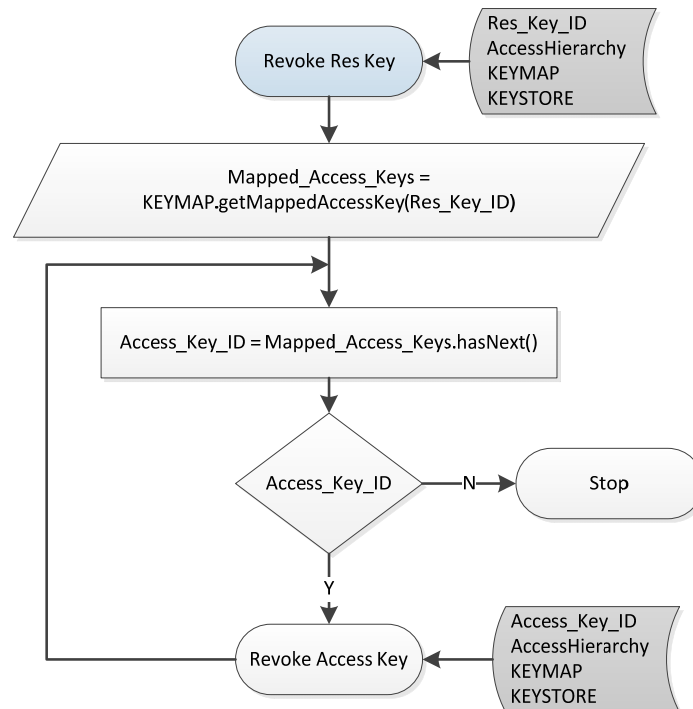 Revoke Res Key
Res_Key_ID
AccessHierarchy
KEYMAP
KEYSTORE
Mapped_Access_Keys =
KEYMAP.getMappedAccessKey(Res_Key_ID)
Access_Key_ID = Mapped_Access_Keys.hasNext()
Access_Key_ID
N
Stop
Y
Revoke Access Key
Access_Key_ID
AccessHierarchy
KEYMAP
KEYSTORE